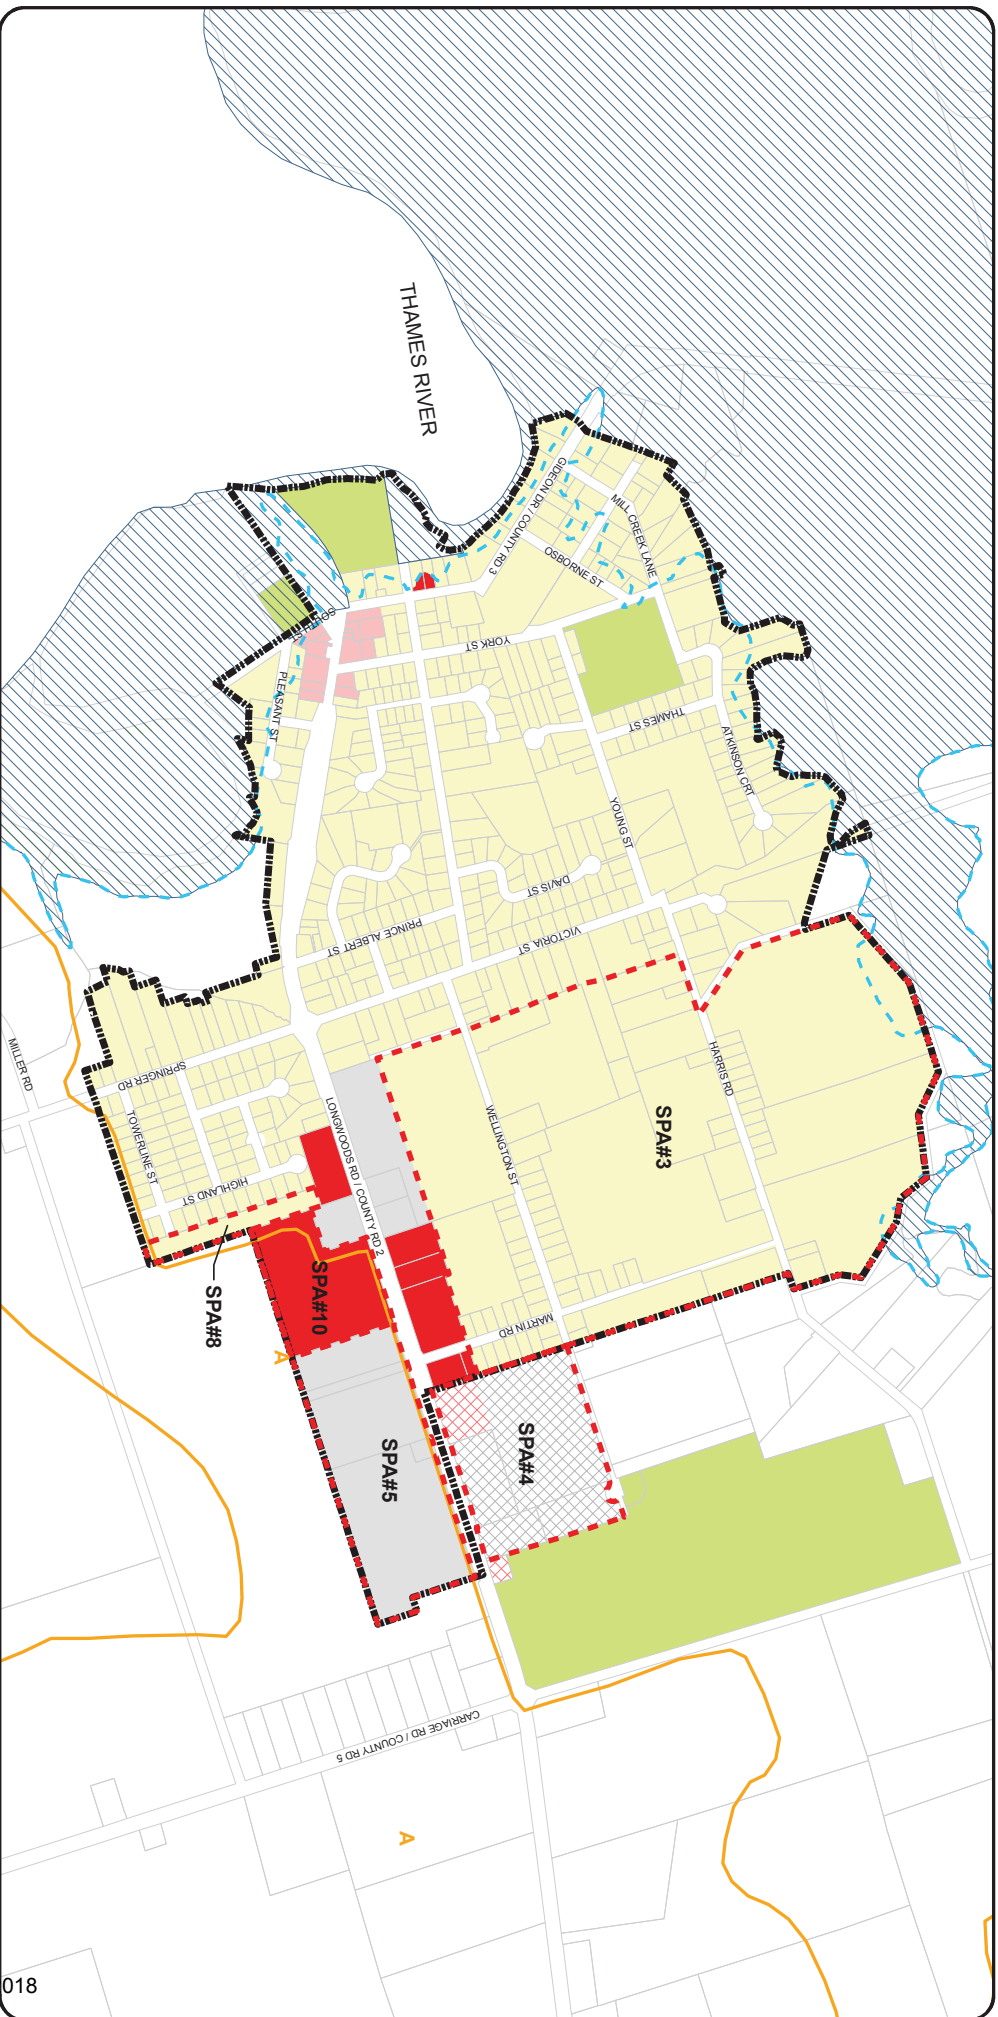 THAMES RIVER
GIDEON DR / COUNTY RD 3
MILL CREEK LANE
OSBORNE ST
SOUTH ST
YORK ST
PLEASANT ST
THAMES ST
ATKINSON CRT
YOUNG ST
DAVIS ST
PRINCE ALBERT ST
VICTORIA ST
MILLER RD
SPRINGER RD
HARRIS RD
TOWERLINE ST
LONGWOODS RD / COUNTY RD 2
WELLINGTON ST
SPA#3
HIGHLAND ST
SPA#8
SPA#10
MARTIN RD
A
SPA#4
SPA#5
CARRIAGE RD / COUNTY RD 5
A
018